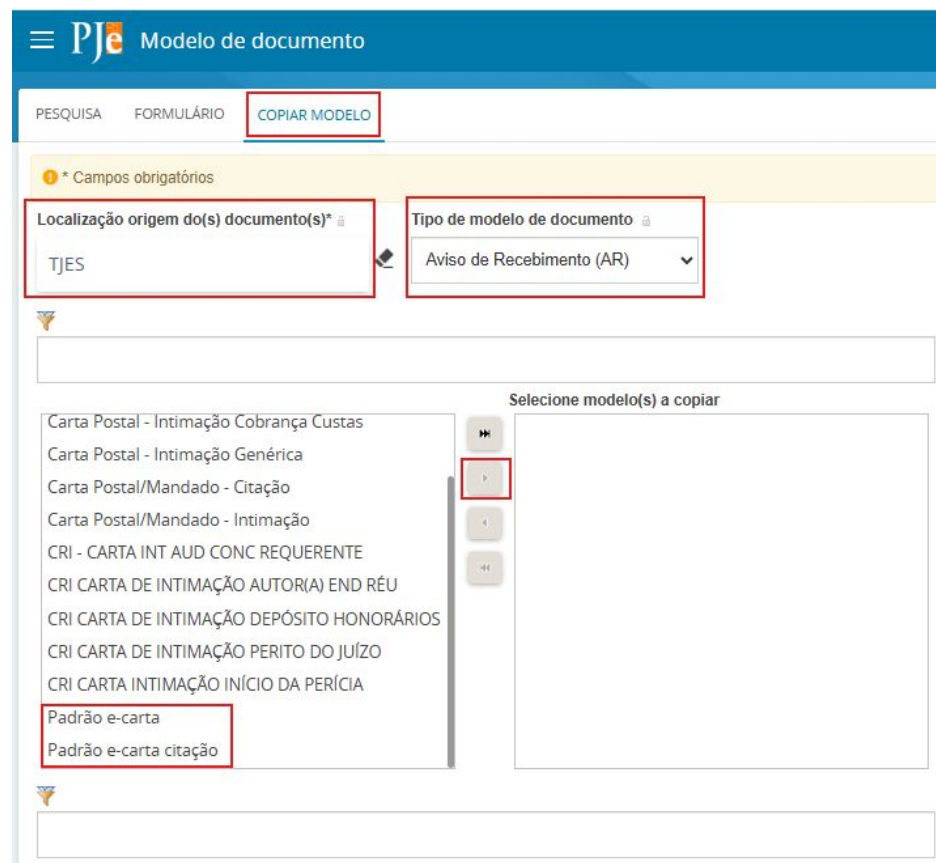 PJe Modelo de documento
PESQUISA FORMULÁRIO COPIAR MODELO
* Campos obrigatórios
Localização origem do(s) documento(s)* Tipo de modelo de documento
TJES Aviso de Recebimento (AR)
Selecione modelo(s) a copiar
Carta Postal - Intimação Cobrança Custas
Carta Postal - Intimação Genérica
Carta Postal/Mandado - Citação
Carta Postal/Mandado - Intimação
CRI - CARTA INT AUD CONC REQUERENTE
CRI CARTA DE INTIMAÇÃO AUTOR(A) END RÉU
CRI CARTA DE INTIMAÇÃO DEPÓSITO HONORÁRIOS
CRI CARTA DE INTIMAÇÃO PERITO DO JUÍZO
CRI CARTA INTIMAÇÃO INÍCIO DA PERÍCIA
Padrão e-carta
Padrão e-carta citação